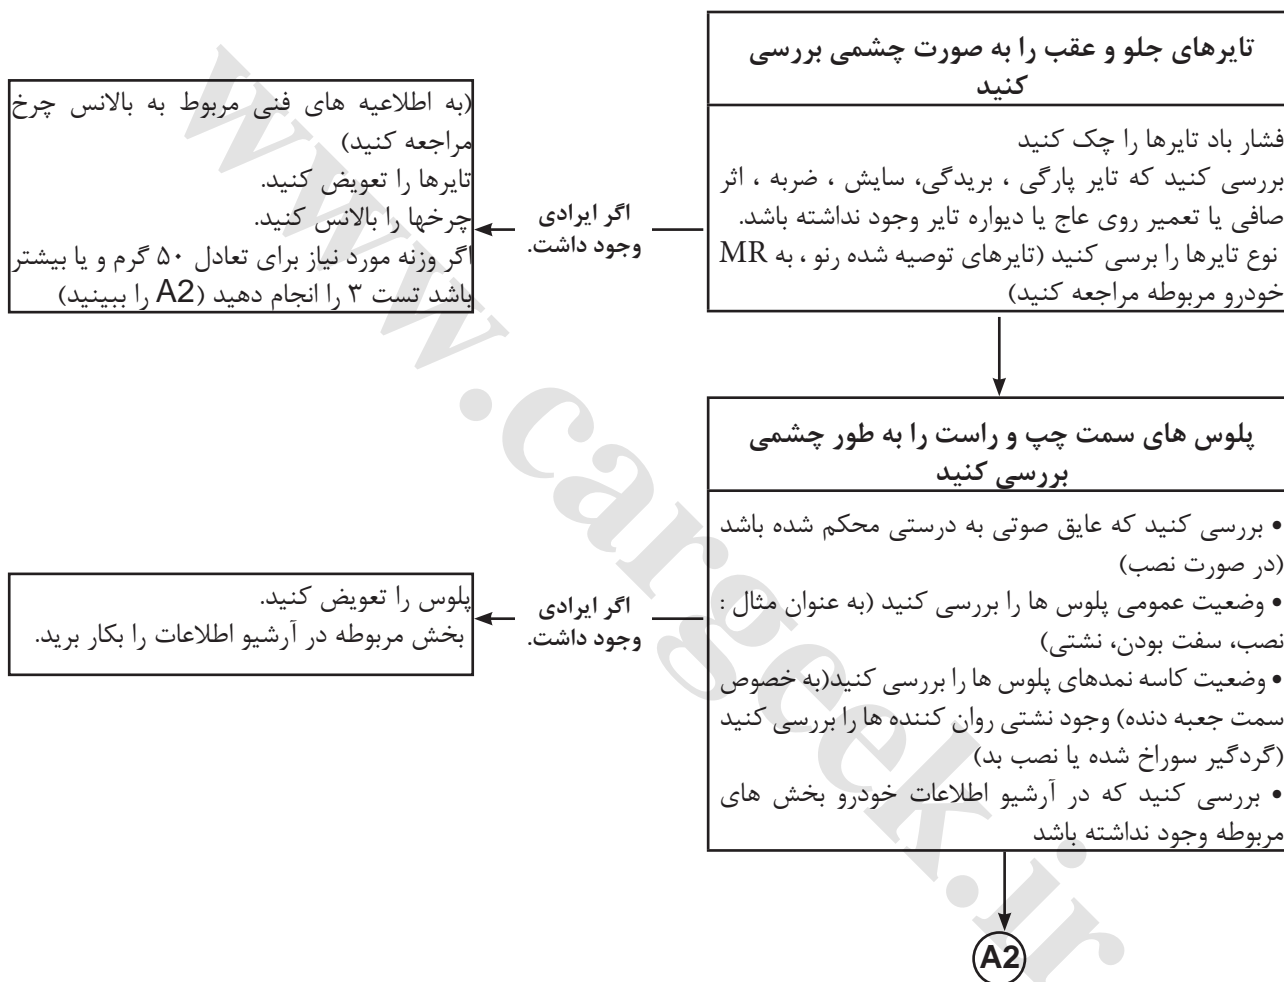 تایرهای جلو و عقب را به صورت چشمی بررسی
کنید
فشار باد تایرها را چک کنید
بررسی کنید که تایر پارگی ، بریدگی، سایش ، ضربه ، اثر
صافی یا تعمیر روی عاج یا دیواره تایر وجود نداشته باشد.
نوع تایرها را برسی کنید (تایرهای توصیه شده رنو ، به MR
خودرو مربوطه مراجعه کنید)
اگر ایرادی
وجود داشت.
(به اطلاعیه های فنی مربوط به بالانس چرخ
مراجعه کنید)
تایرها را تعویض کنید.
چرخها را بالانس کنید.
اگر وزنه مورد نیاز برای تعادل ۵۰ گرم و یا بیشتر
باشد تست ۳ را انجام دهید (A2 را ببینید)
پلوس های سمت چپ و راست را به طور چشمی
بررسی کنید
• بررسی کنید که عایق صوتی به درستی محکم شده باشد
(در صورت نصب)
• وضعیت عمومی پلوس ها را بررسی کنید (به عنوان مثال :
نصب، سفت بودن، نشتی)
• وضعیت کاسه نمدهای پلوس ها را بررسی کنید(به خصوص
سمت جعبه دنده) وجود نشتی روان کننده ها را بررسی کنید
(گردگیر سوراخ شده یا نصب بد)
• بررسی کنید که در آرشیو اطلاعات خودرو بخش های
مربوطه وجود نداشته باشد
اگر ایرادی
وجود داشت.
پلوس را تعویض کنید.
بخش مربوطه در آرشیو اطلاعات را بکار برید.
A2
www.cargeek.ir